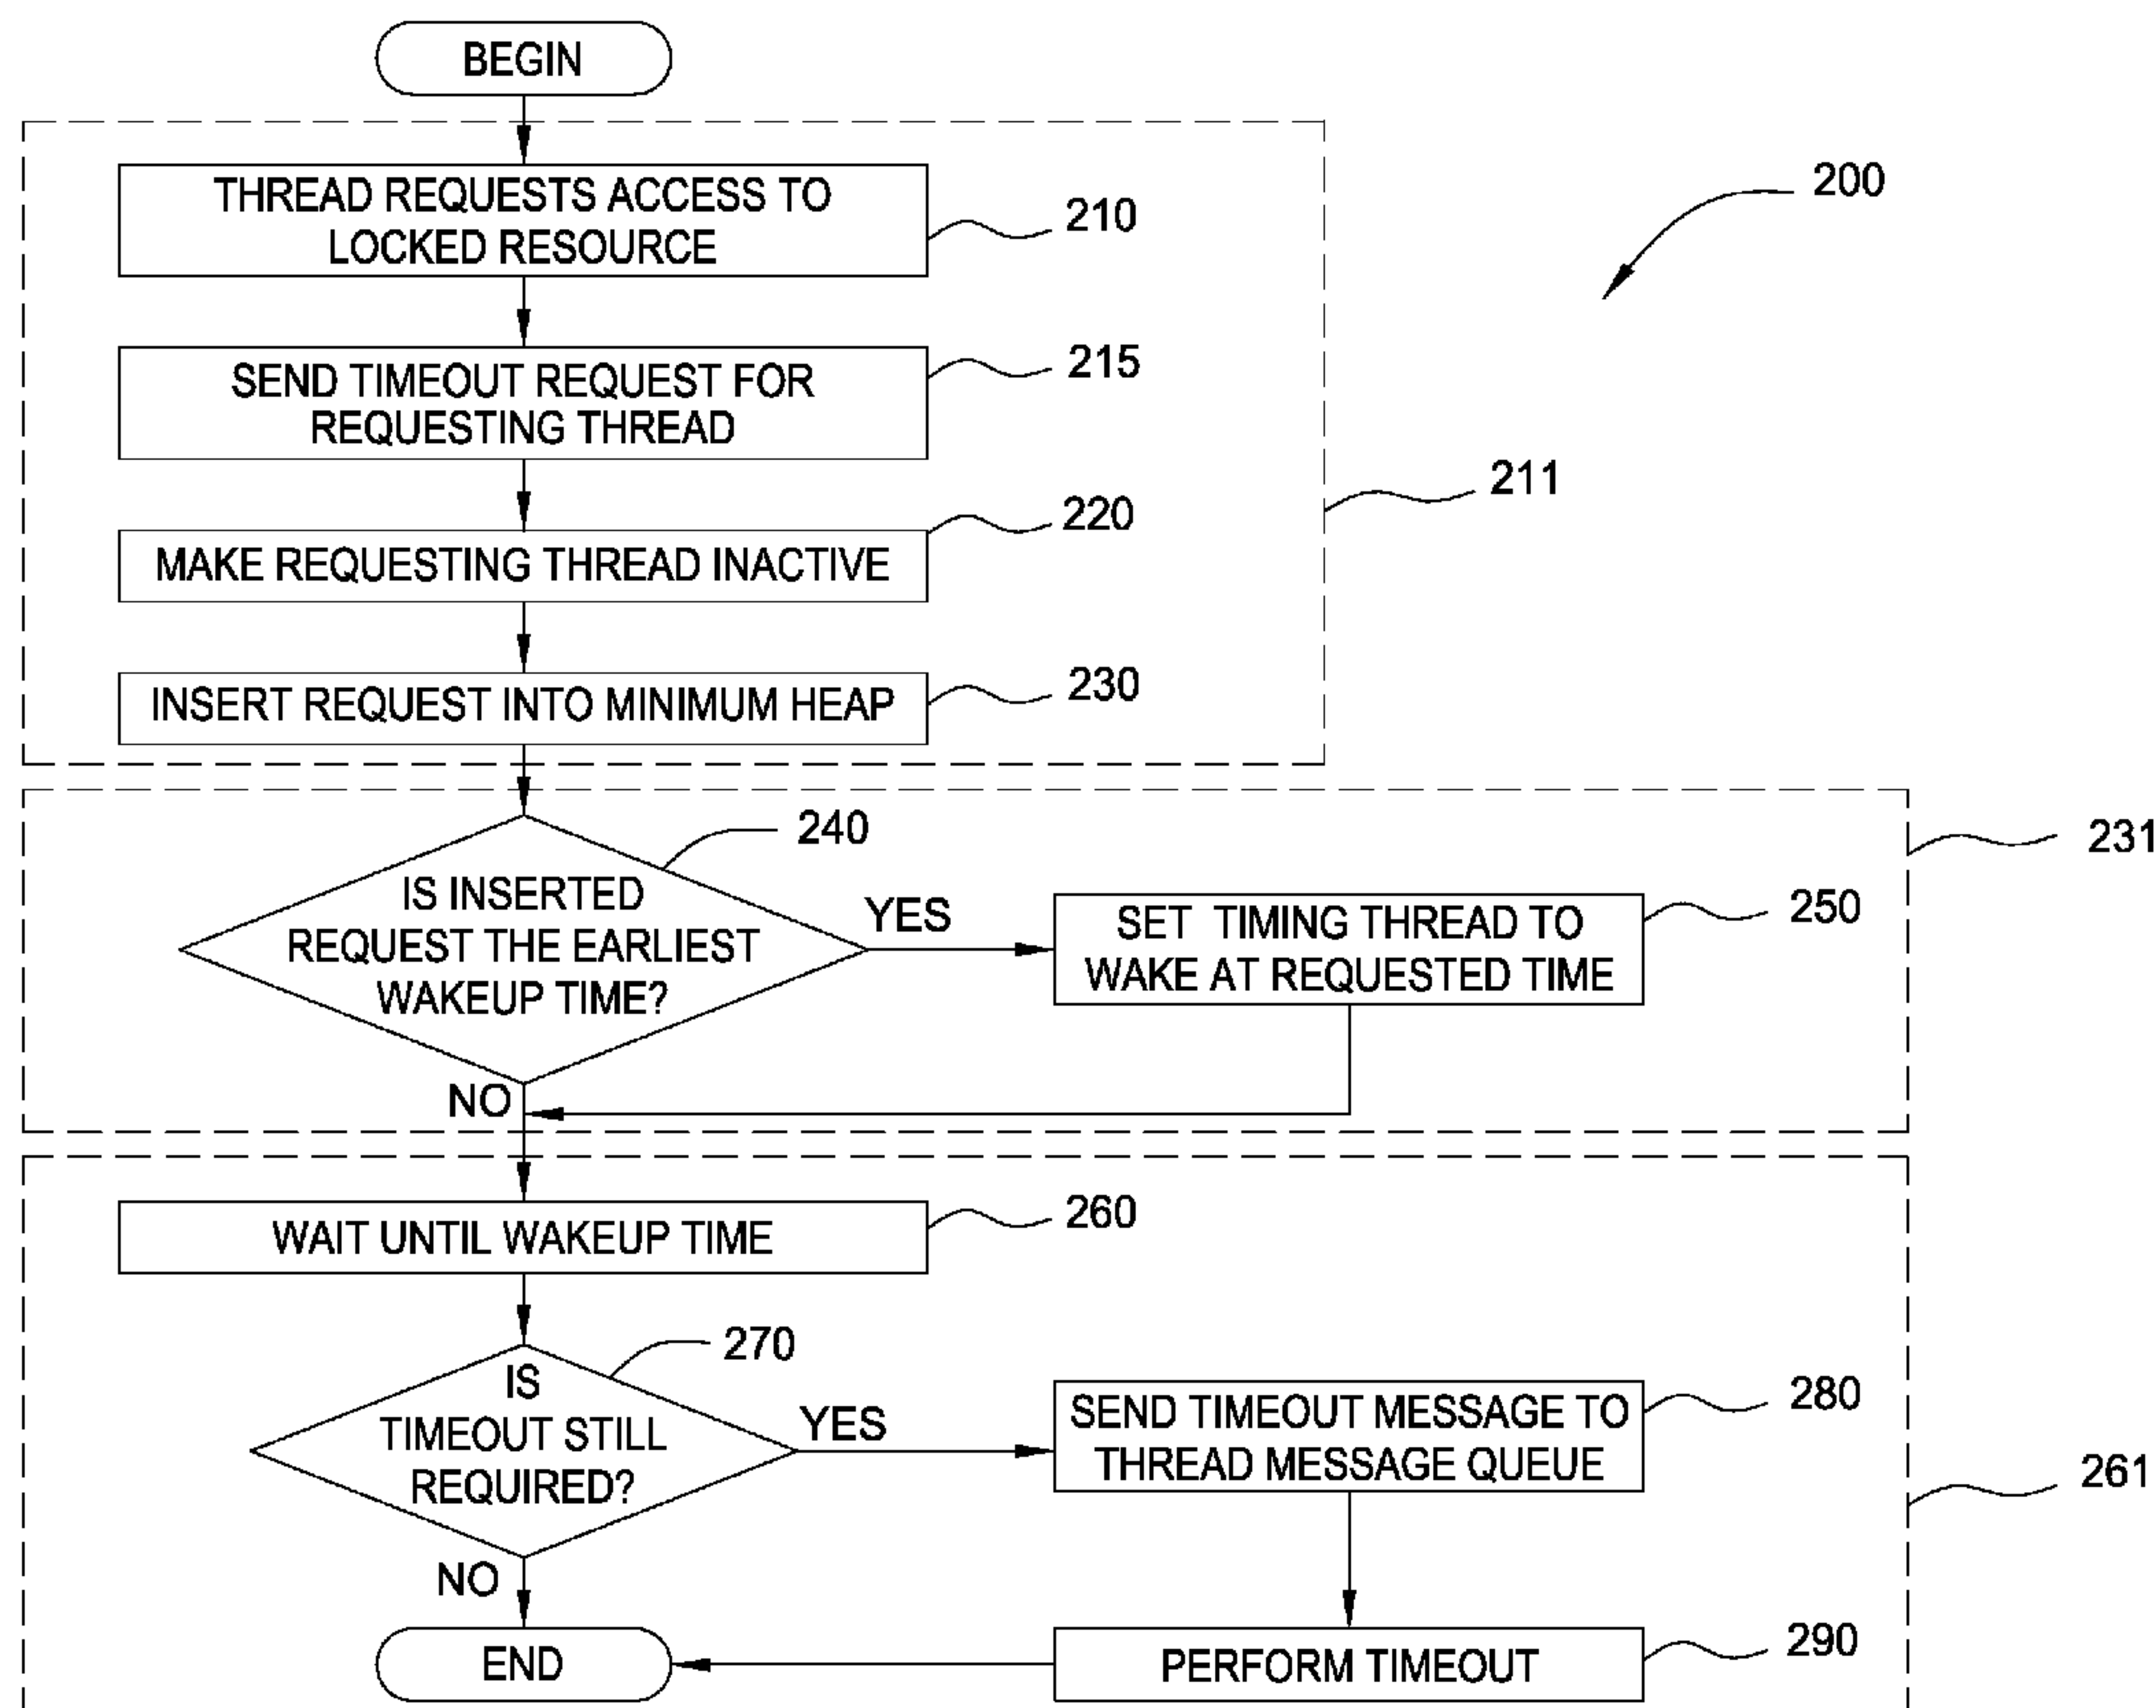 BEGIN
THREAD REQUESTS ACCESS TO
LOCKED RESOURCE
210
200
SEND TIMEOUT REQUEST FOR
REQUESTING THREAD
215
211
MAKE REQUESTING THREAD INACTIVE
220
INSERT REQUEST INTO MINIMUM HEAP
230
240
231
IS INSERTED
REQUEST THE EARLIEST
WAKEUP TIME?
YES
SET TIMING THREAD TO
WAKE AT REQUESTED TIME
250
NO
WAIT UNTIL WAKEUP TIME
260
270
IS
TIMEOUT STILL
REQUIRED?
YES
SEND TIMEOUT MESSAGE TO
THREAD MESSAGE QUEUE
280
261
NO
END
PERFORM TIMEOUT
290